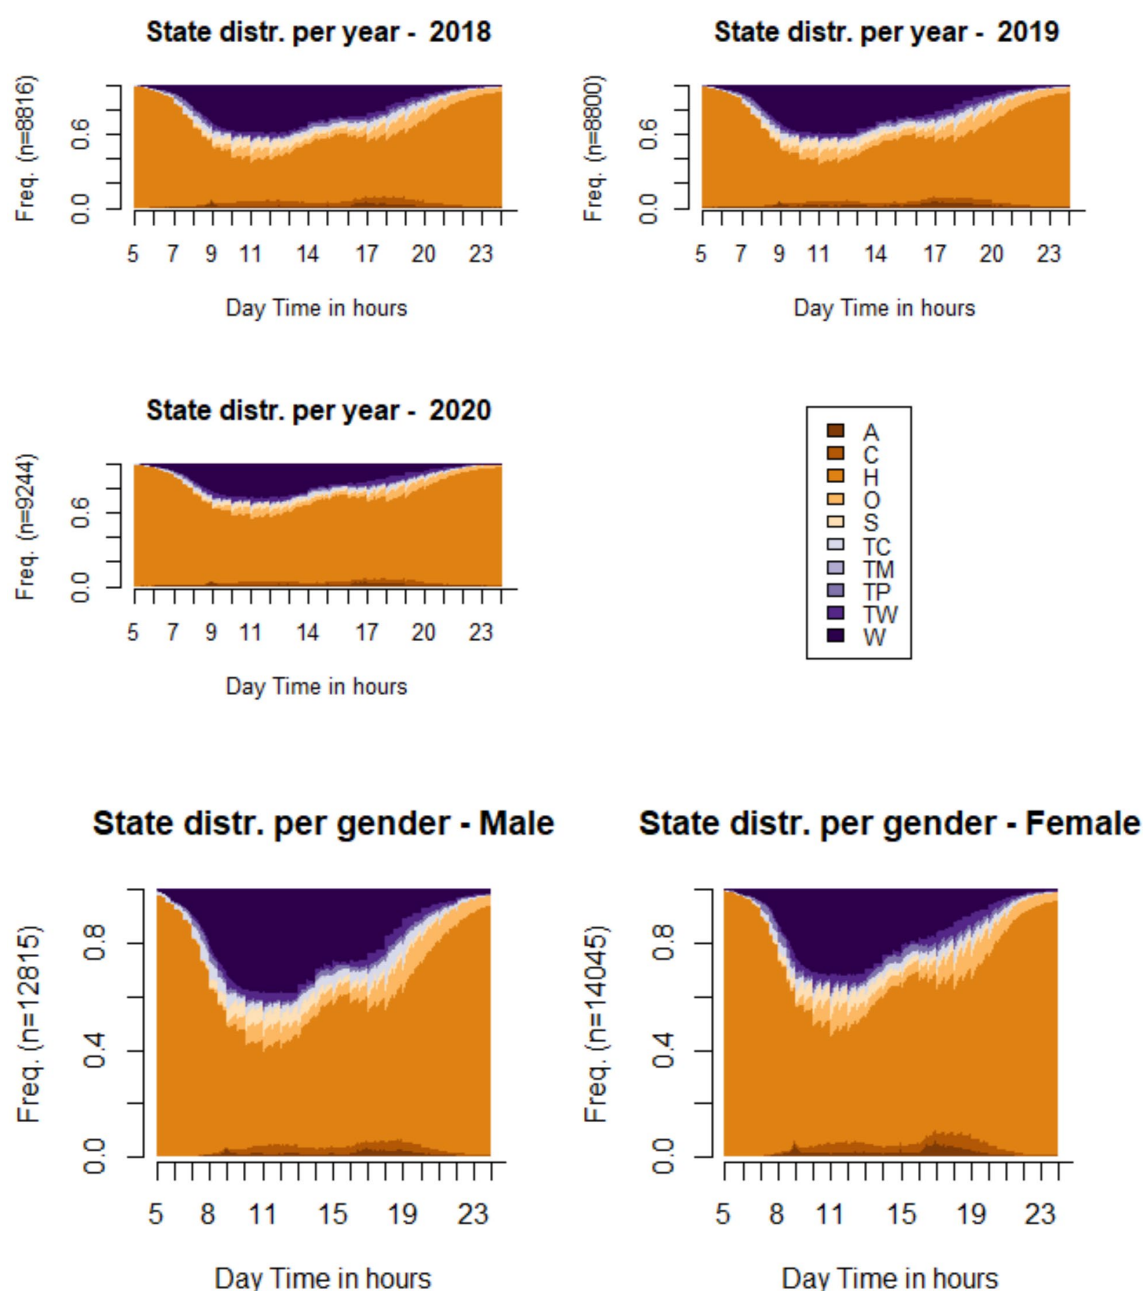 State distr. per year -  2018
Freq. (n=8816)
0.6
0.0
5 7 9 11 14 17 20 23
Day Time in hours
State distr. per year -  2019
Freq. (n=8800)
0.6
0.0
5 7 9 11 14 17 20 23
Day Time in hours
State distr. per year -  2020
Freq. (n=9244)
0.6
0.0
5 7 9 11 14 17 20 23
Day Time in hours
A
C
H
O
S
TC
TM
TP
TW
W
State distr. per gender - Male
Freq. (n=12815)
0.8
0.4
0.0
5 8 11 15 19 23
Day Time in hours
State distr. per gender - Female
Freq. (n=14045)
0.8
0.4
0.0
5 8 11 15 19 23
Day Time in hours